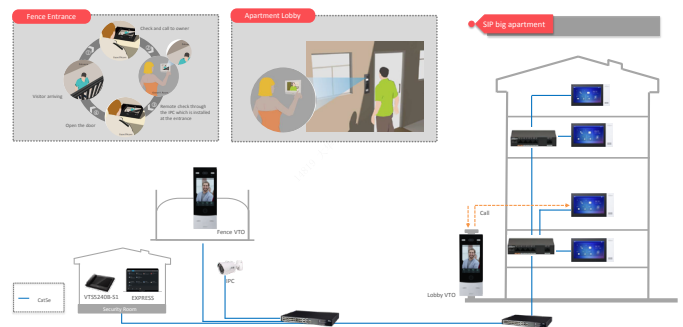 Fence Entrance
Check and call to owner
Visitor arriving
Remote check through
the IPC which is installed
at the entrance
Open the door
Apartment Lobby
SIP big apartment
Call
Fence VTO
IPC
Lobby VTO
VTS5240B-S1
EXPRESS
Security Room
Cat5e